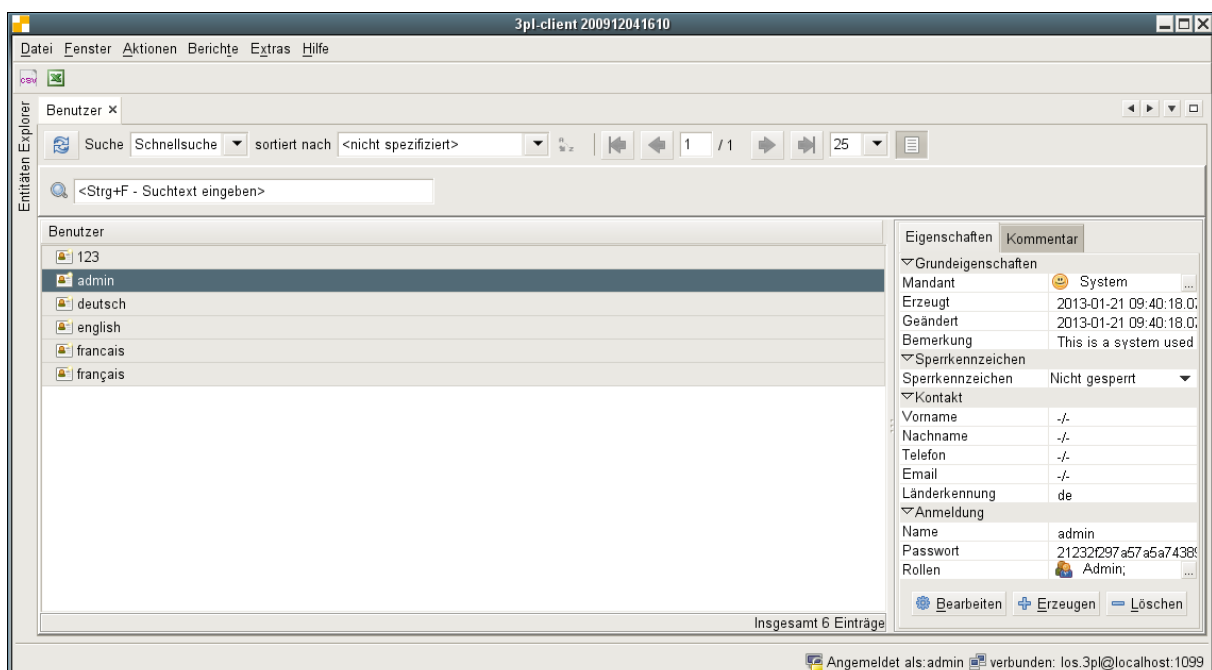 3pl-client 200912041610
Datei Fenster Aktionen Berichte Extras Hilfe
csv
Entitäten Explorer
Benutzer
Suche Schnellsuche sortiert nach <nicht spezifiziert> 1 / 1 25
<Strg+F - Suchtext eingeben>
Benutzer
123
admin
deutsch
english
francais
français
Insgesamt 6 Einträge
Eigenschaften Kommentar
Grundeigenschaften
Mandant System ...
Erzeugt 2013-01-21 09:40:18.0
Geändert 2013-01-21 09:40:18.0
Bemerkung This is a system used
Sperrkennzeichen
Sperrkennzeichen Nicht gesperrt
Kontakt
Vorname -/-
Nachname -/-
Telefon -/-
Email -/-
Länderkennung de
Anmeldung
Name admin
Passwort 21232f297a57a5a7438
Rollen Admin; ...
Bearbeiten Erzeugen Löschen
Angemeldet als:admin verbunden: los.3pl@localhost:1099